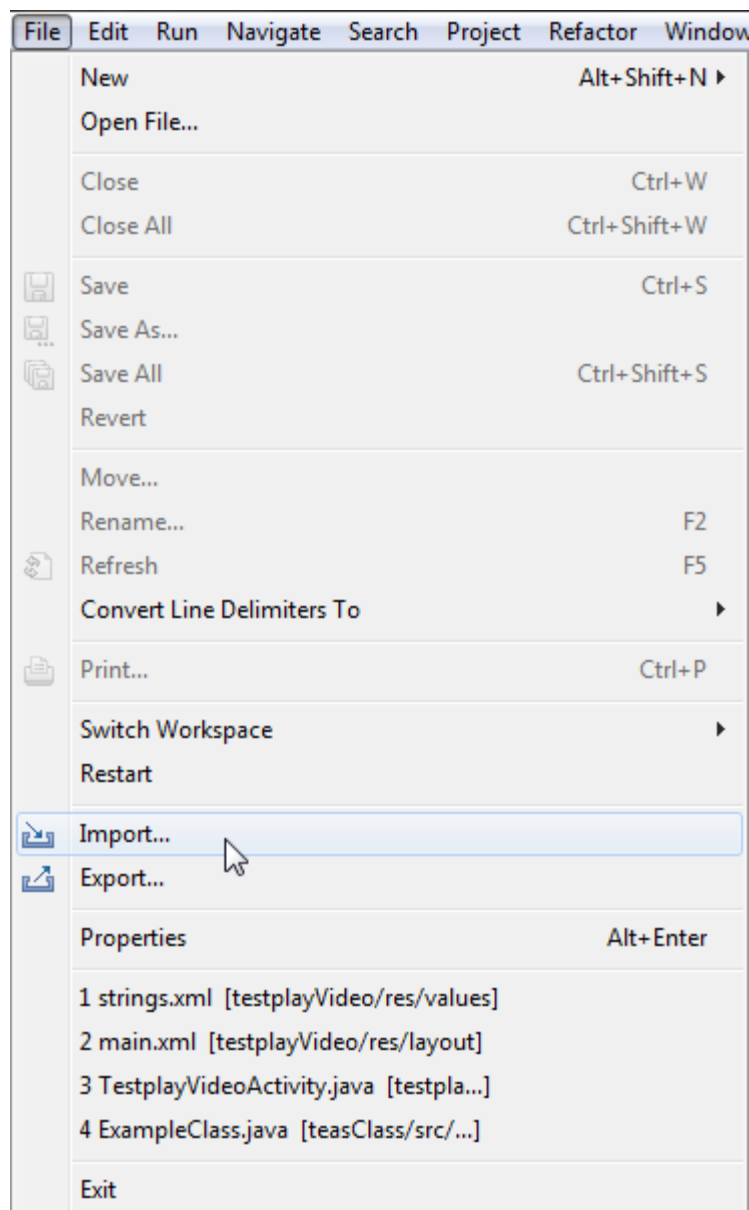 File Edit Run Navigate Search Project Refactor Window
New Alt+Shift+N
Open File...
Close Ctrl+W
Close All Ctrl+Shift+W
Save Ctrl+S
Save As...
Save All Ctrl+Shift+S
Revert
Move...
Rename... F2
Refresh F5
Convert Line Delimiters To
Print... Ctrl+P
Switch Workspace
Restart
Import...
Export...
Properties Alt+Enter
1 strings.xml [testplayVideo/res/values]
2 main.xml [testplayVideo/res/layout]
3 TestplayVideoActivity.java [testpla...]
4 ExampleClass.java [teasClass/src/...]
Exit